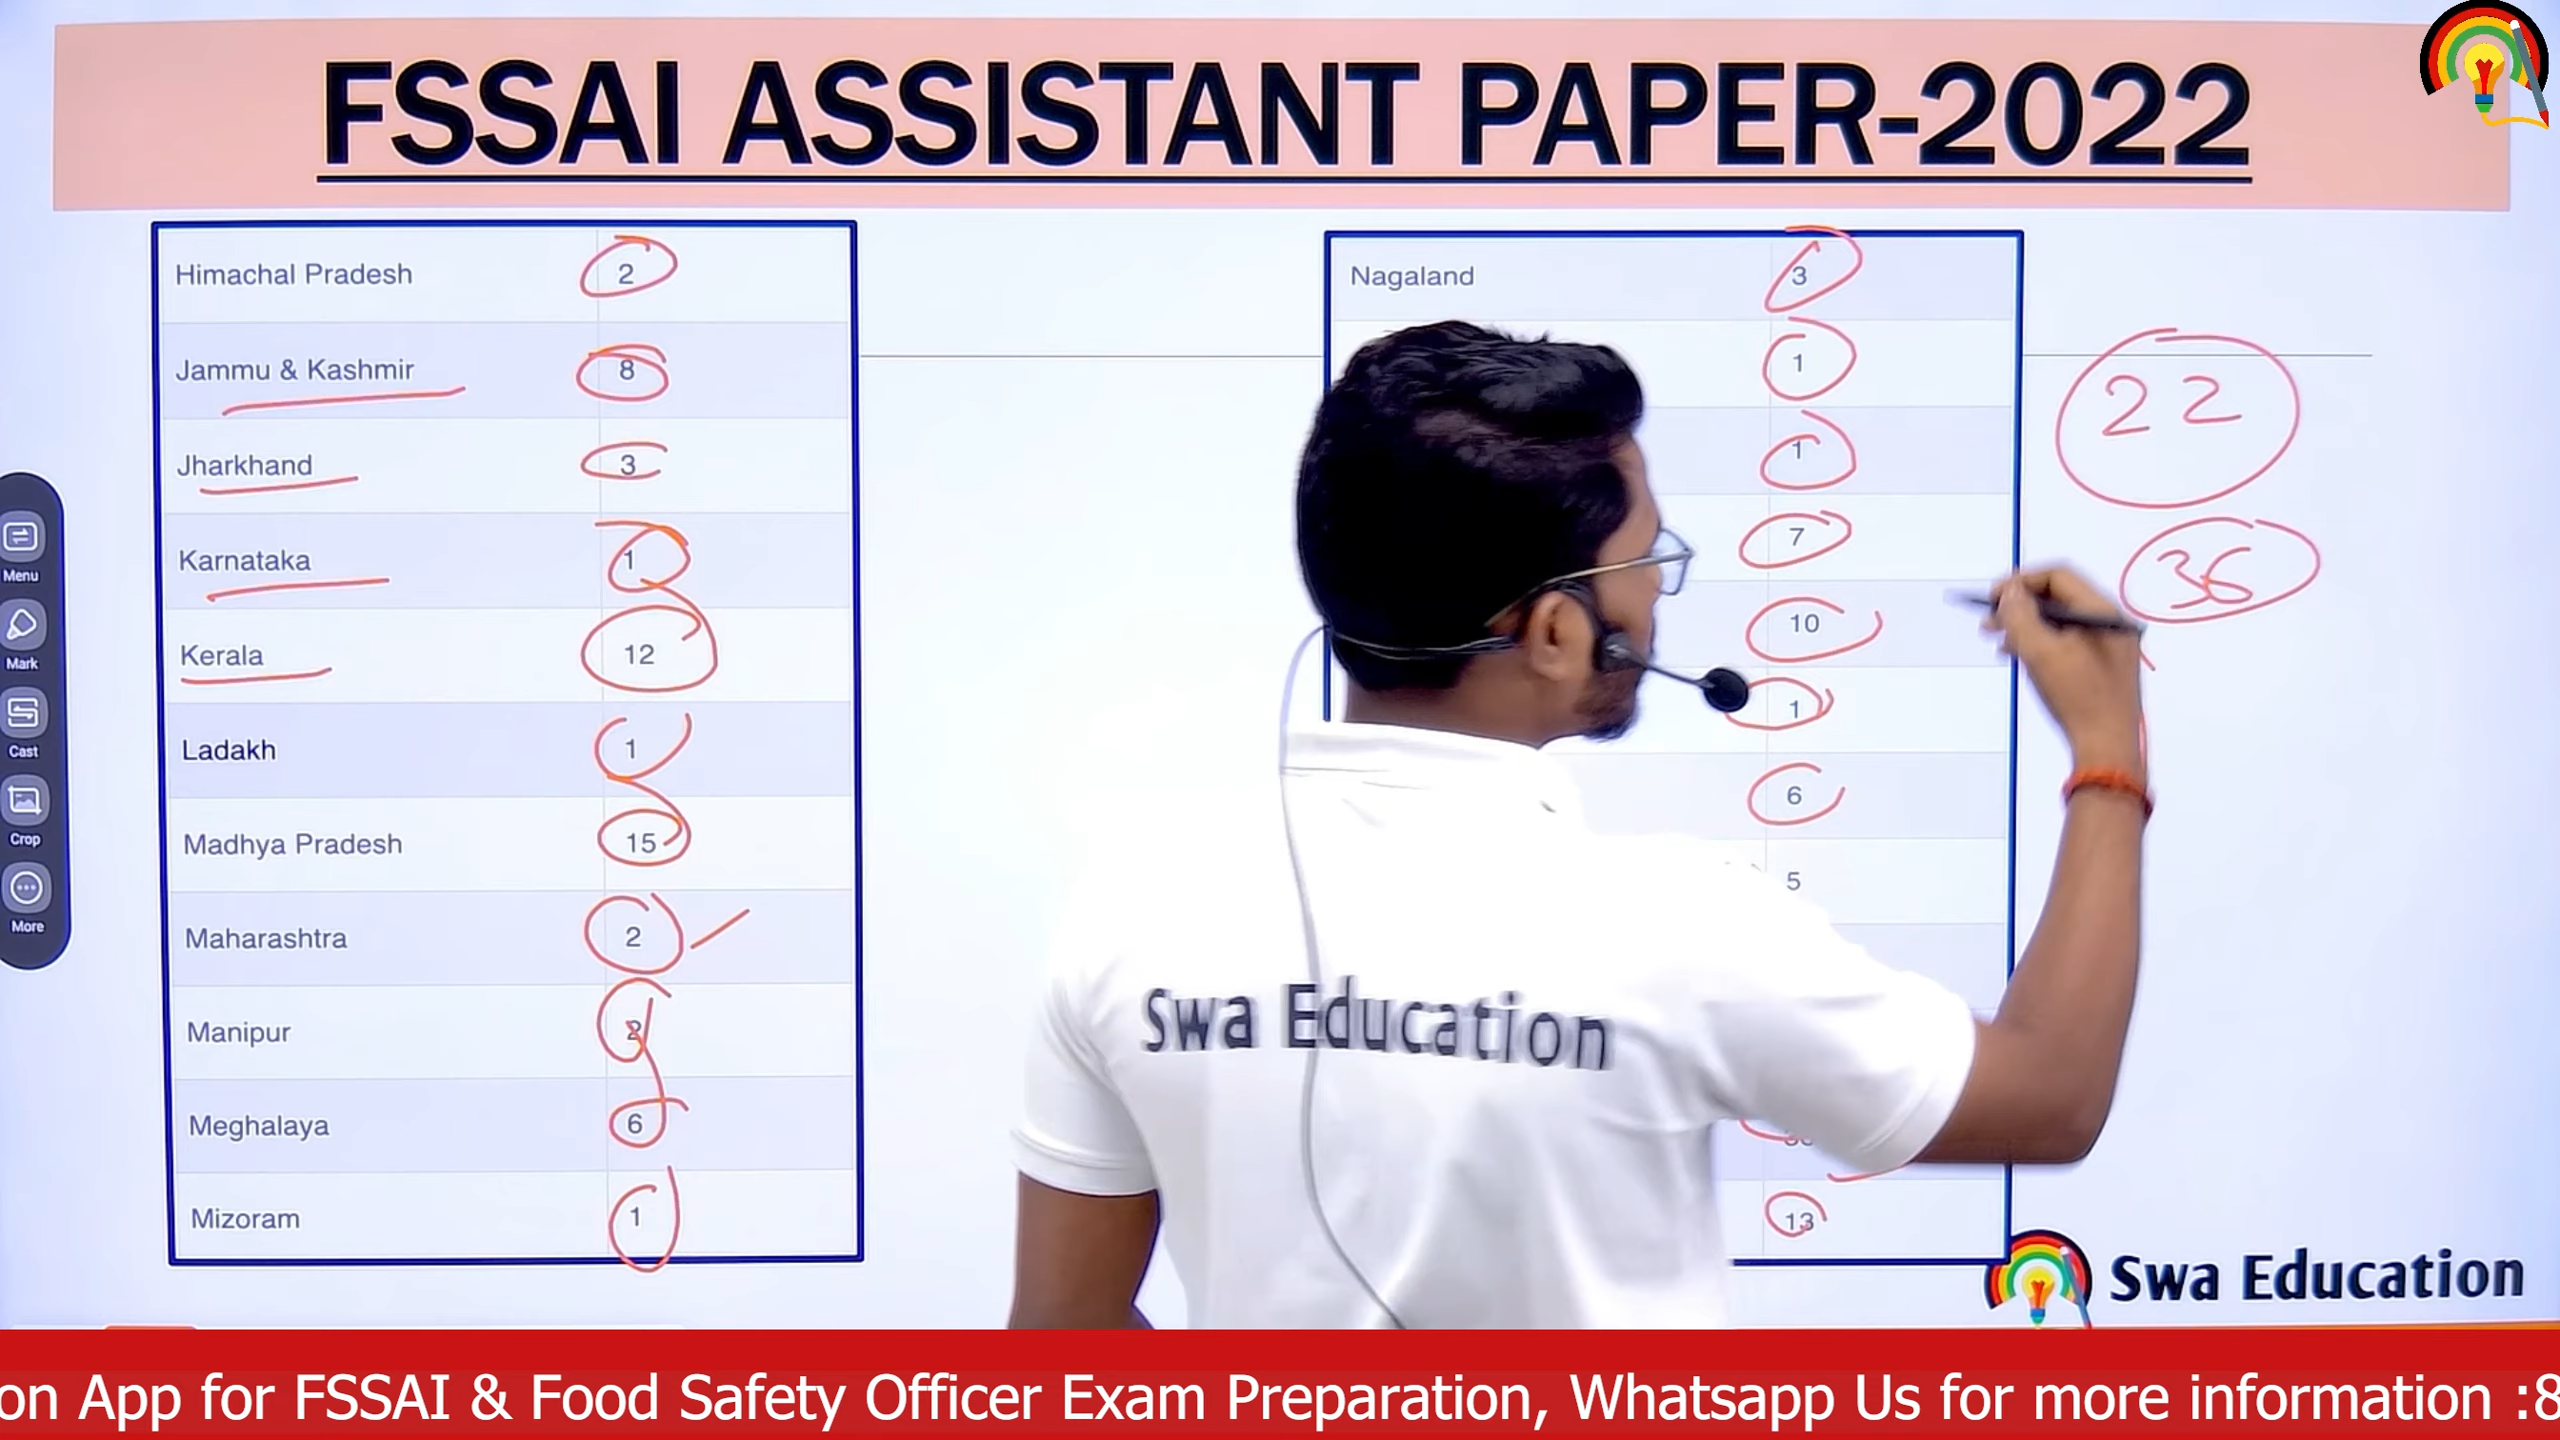 FSSAI ASSISTANT PAPER-2022
Himachal Pradesh 2
Jammu & Kashmir 8
Jharkhand 3
Karnataka 1
Kerala 12
Ladakh 1
Madhya Pradesh 15
Maharashtra 2
Manipur 2
Meghalaya 6
Mizoram 1
Nagaland 3
1
1
7
10
1
6
5
13
22
36
Menu
Mark
Cast
Crop
More
Swa Education
Swa Education
on App for FSSAI & Food Safety Officer Exam Preparation, Whatsapp Us for more information :8